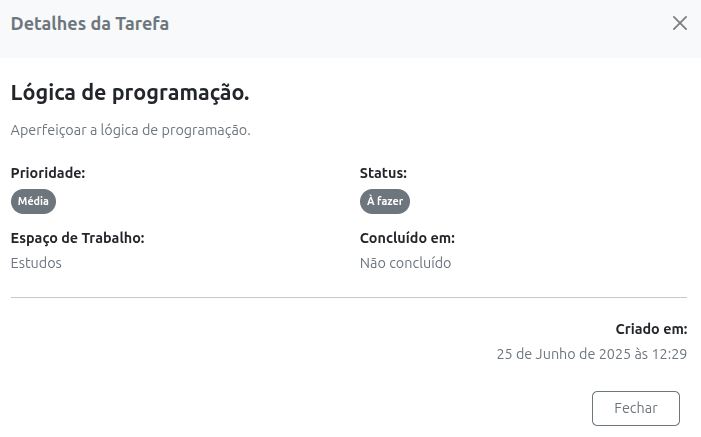 Detalhes da Tarefa
Lógica de programação.
Aperfeiçoar a lógica de programação.
Prioridade:
Média
Status:
À fazer
Espaço de Trabalho:
Estudos
Concluído em:
Não concluído
Criado em:
25 de Junho de 2025 às 12:29
Fechar